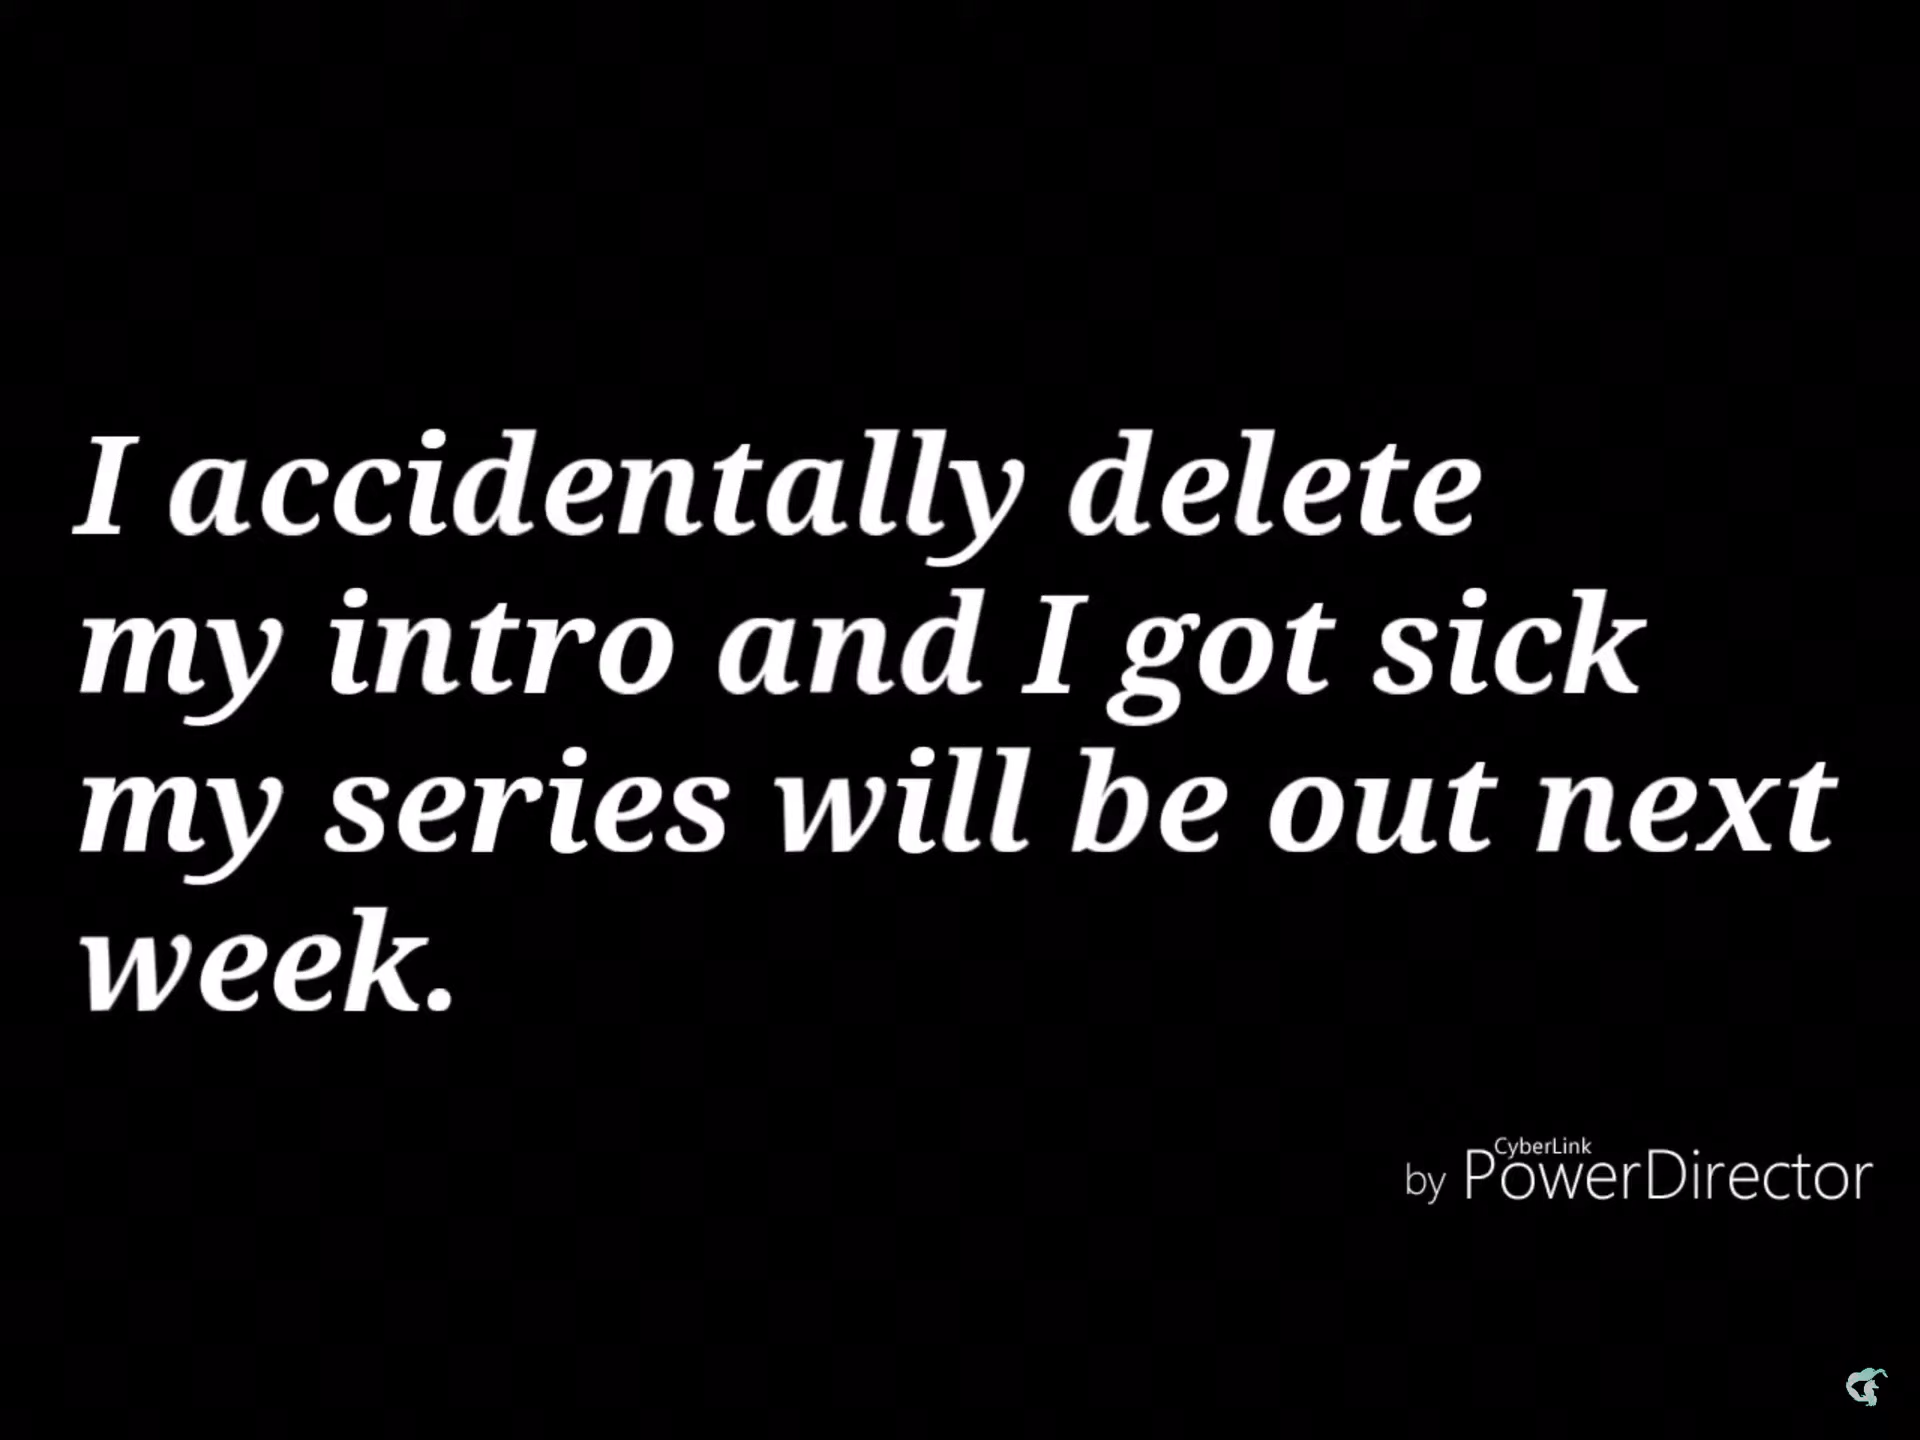 I accidentally delete
my intro and I got sick
my series will be out next
week.
by CyberLink PowerDirector